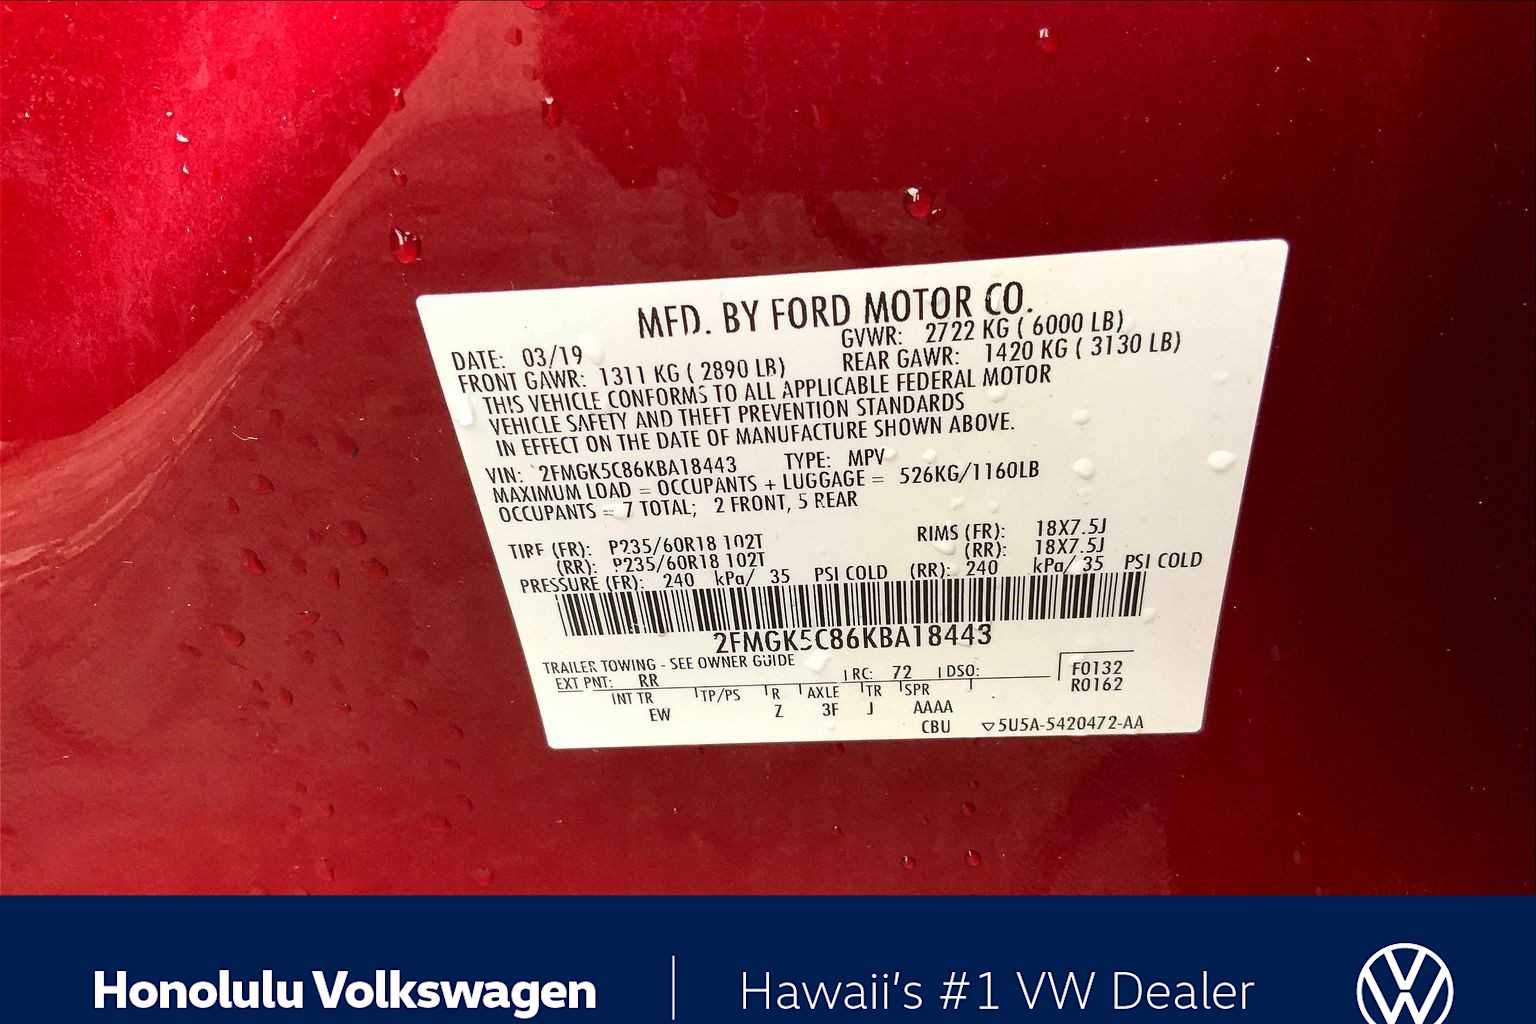 MFD. BY FORD MOTOR CO.
DATE: 03/19 GVWR: 2722 KG ( 6000 LB)
FRONT GAWR: 1311 KG ( 2890 LB) REAR GAWR: 1420 KG ( 3130 LB)
THIS VEHICLE CONFORMS TO ALL APPLICABLE FEDERAL MOTOR
VEHICLE SAFETY AND THEFT PREVENTION STANDARDS
IN EFFECT ON THE DATE OF MANUFACTURE SHOWN ABOVE.
VIN: 2FMGK5C86KBA18443 TYPE: MPV
MAXIMUM LOAD = OCCUPANTS + LUGGAGE = 526KG/1160LB
OCCUPANTS = 7 TOTAL; 2 FRONT, 5 REAR
TIRE (FR): P235/60R18 102T RIMS (FR): 18X7.5J
(RR): P235/60R18 102T (RR): 18X7.5J
PRESSURE (FR): 240 kPa/ 35 PSI COLD (RR): 240 kPa/ 35 PSI COLD
2FMGK5C86KBA18443
TRAILER TOWING - SEE OWNER GUIDE
EXT PNT: RR RC: 72 DSO: F0132
R0162
INT TR TP/PS R AXLE TR SPR
EW Z 3F J AAAA
CBU ▽5U5A-5420472-AA
Honolulu Volkswagen | Hawaii's #1 VW Dealer